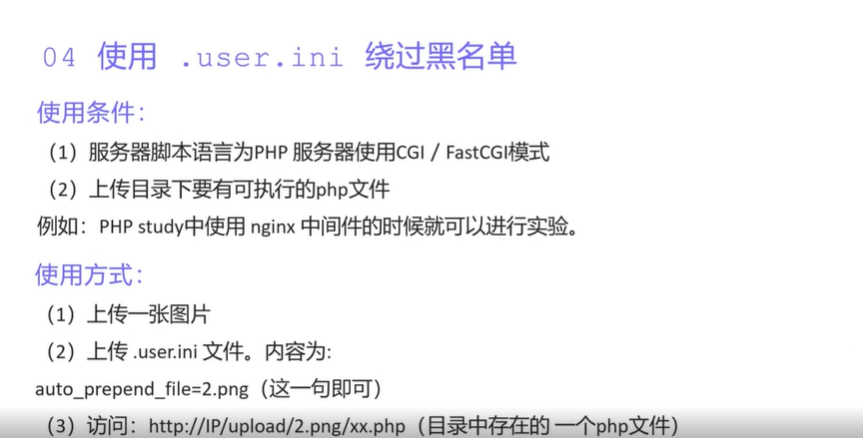 04 使用 .user.ini 绕过黑名单
使用条件：
（1）服务器脚本语言为PHP 服务器使用CGI / FastCGI模式
（2）上传目录下要有可执行的php文件
例如：PHP study中使用 nginx 中间件的时候就可以进行实验。
使用方式：
（1）上传一张图片
（2）上传 .user.ini 文件。内容为:
auto_prepend_file=2.png（这一句即可）
（3）访问：http://IP/upload/2.png/xx.php（目录中存在的 一个php文件）